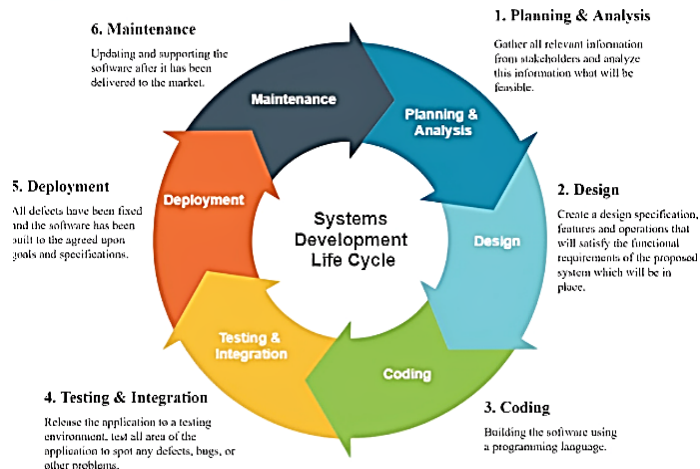 1. Planning & Analysis
Gather all relevant information
from stakeholders and analyze
this information what will be
feasible.
2. Design
Create a design specification,
features and operations that
will satisfy the functional
requirements of the proposed
system which will be in
place.
3. Coding
Building the software using
a programming language.
4. Testing & Integration
Release the application to a testing
environment, test all area of the
application to spot any defects, bugs, or
other problems.
5. Deployment
All defects have been fixed
and the software has been
built to the agreed upon
goals and specifications.
6. Maintenance
Updating and supporting the
software after it has been
delivered to the market.
Maintenance
Planning &
Analysis
Design
Coding
Testing &
Integration
Deployment
Systems
Development
Life Cycle